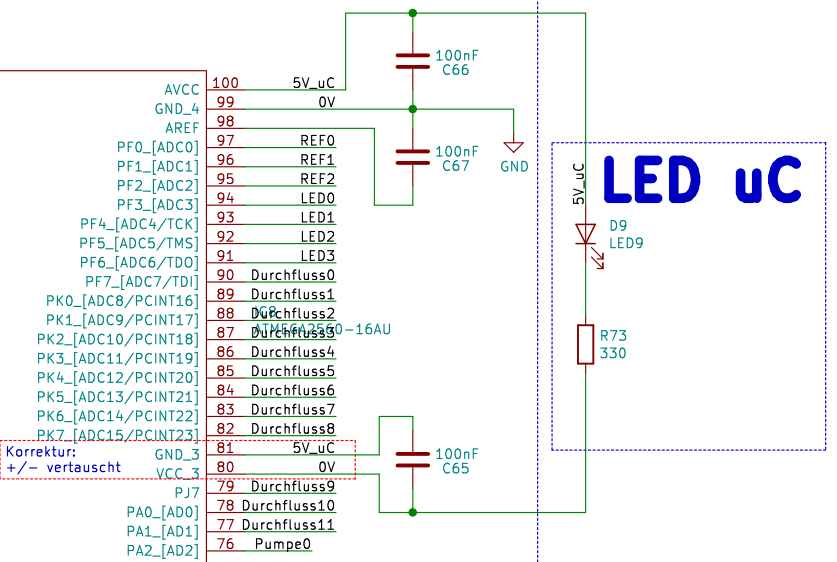 100nF
C66
AVCC 100 5V_uC
GND_4 99 0V
AREF 98
PF0_[ADC0] 97 REF0
100nF
C67
GND
PF1_[ADC1] 96 REF1
PF2_[ADC2] 95 REF2
PF3_[ADC3] 94 LED0
PF4_[ADC4/TCK] 93 LED1
PF5_[ADC5/TMS] 92 LED2
PF6_[ADC6/TDO] 91 LED3
PF7_[ADC7/TDI] 90 Durchfluss0
PK0_[ADC8/PCINT16] 89 Durchfluss1
PK1_[ADC9/PCINT17] 88 Durchfluss2
IC8
ATMEGA2560-16AU
PK2_[ADC10/PCINT18] 87 Durchfluss3
PK3_[ADC11/PCINT19] 86 Durchfluss4
PK4_[ADC12/PCINT20] 85 Durchfluss5
PK5_[ADC13/PCINT21] 84 Durchfluss6
PK6_[ADC14/PCINT22] 83 Durchfluss7
PK7_[ADC15/PCINT23] 82 Durchfluss8
Korrektur:
+/- vertauscht
GND_3 81 5V_uC
VCC_3 80 0V
100nF
C65
PJ7 79 Durchfluss9
PA0_[AD0] 78 Durchfluss10
PA1_[AD1] 77 Durchfluss11
PA2_[AD2] 76 Pumpe0
LED uC
5V_uC
D9
LED9
R73
330